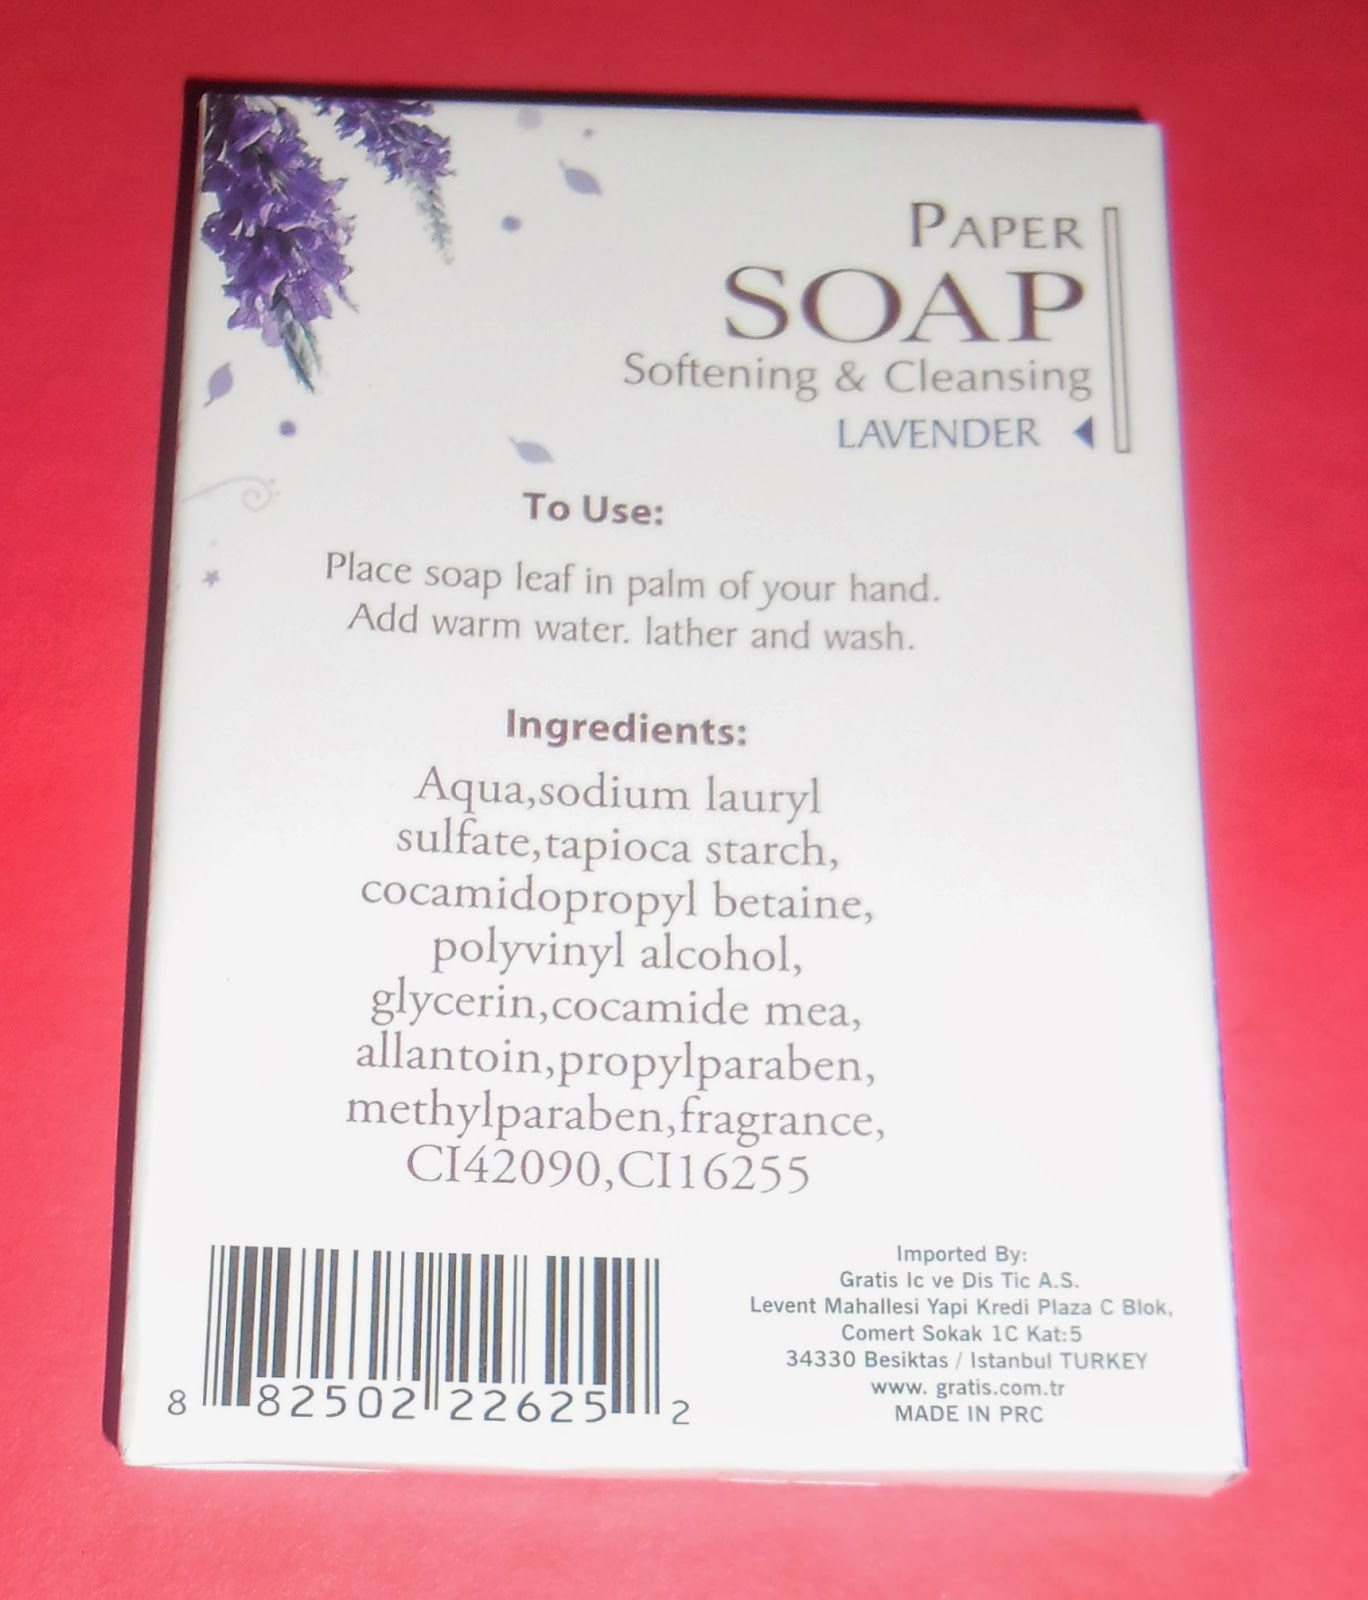 PAPER
SOAP
Softening & Cleansing
LAVENDER
To Use:
Place soap leaf in palm of your hand.
Add warm water. lather and wash.
Ingredients:
Aqua,sodium lauryl
sulfate,tapioca starch,
cocamidopropyl betaine,
polyvinyl alcohol,
glycerin,cocamide mea,
allantoin,propylparaben,
methylparaben,fragrance,
CI42090,CI16255
8 82502 22625 2
Imported By:
Gratis Ic ve Dis Tic A.S.
Levent Mahallesi Yapi Kredi Plaza C Blok,
Comert Sokak 1C Kat:5
34330 Besiktas / Istanbul TURKEY
www. gratis.com.tr
MADE IN PRC